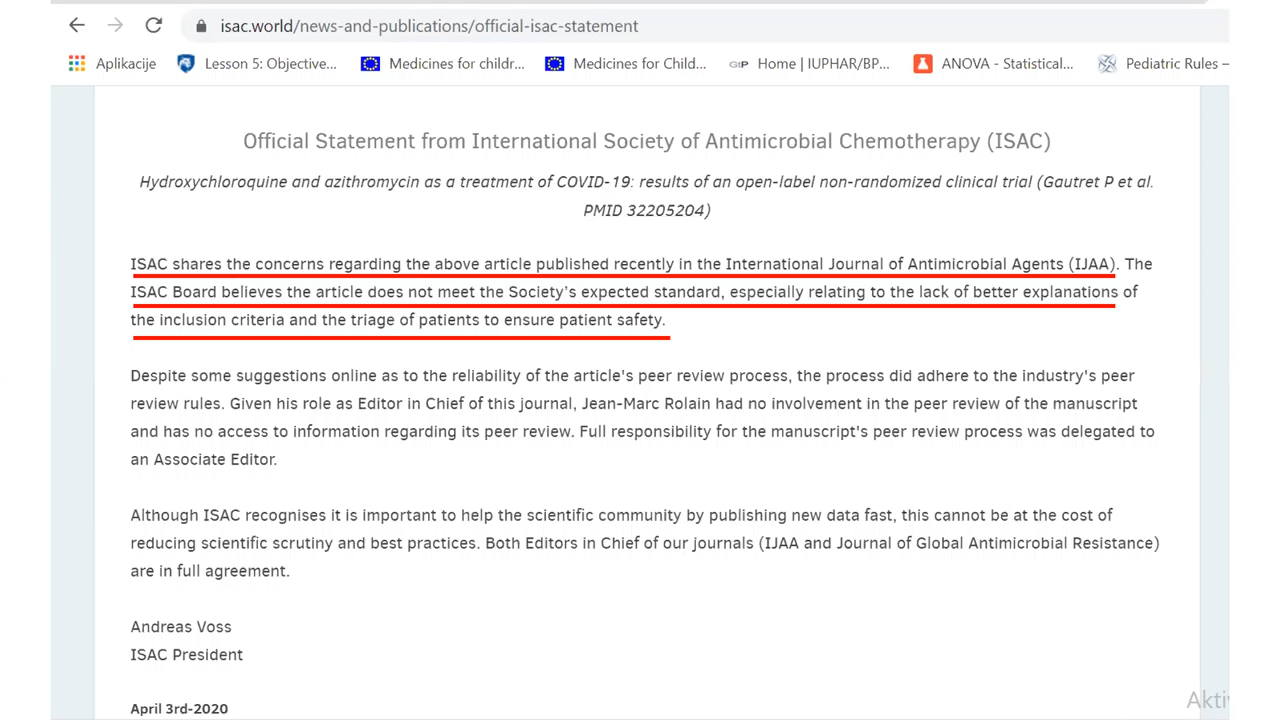 isac.world/news-and-publications/official-isac-statement
Aplikacije Lesson 5: Objective... Medicines for childr... Medicines for Child... GtP Home | IUPHAR/BP... ANOVA - Statistical... Pediatric Rules –
Official Statement from International Society of Antimicrobial Chemotherapy (ISAC)
Hydroxychloroquine and azithromycin as a treatment of COVID-19: results of an open-label non-randomized clinical trial (Gautret P et al.
PMID 32205204)
ISAC shares the concerns regarding the above article published recently in the International Journal of Antimicrobial Agents (IJAA). The
ISAC Board believes the article does not meet the Society's expected standard, especially relating to the lack of better explanations of
the inclusion criteria and the triage of patients to ensure patient safety.
Despite some suggestions online as to the reliability of the article's peer review process, the process did adhere to the industry's peer
review rules. Given his role as Editor in Chief of this journal, Jean-Marc Rolain had no involvement in the peer review of the manuscript
and has no access to information regarding its peer review. Full responsibility for the manuscript's peer review process was delegated to
an Associate Editor.
Although ISAC recognises it is important to help the scientific community by publishing new data fast, this cannot be at the cost of
reducing scientific scrutiny and best practices. Both Editors in Chief of our journals (IJAA and Journal of Global Antimicrobial Resistance)
are in full agreement.
Andreas Voss
ISAC President
April 3rd-2020
Akti